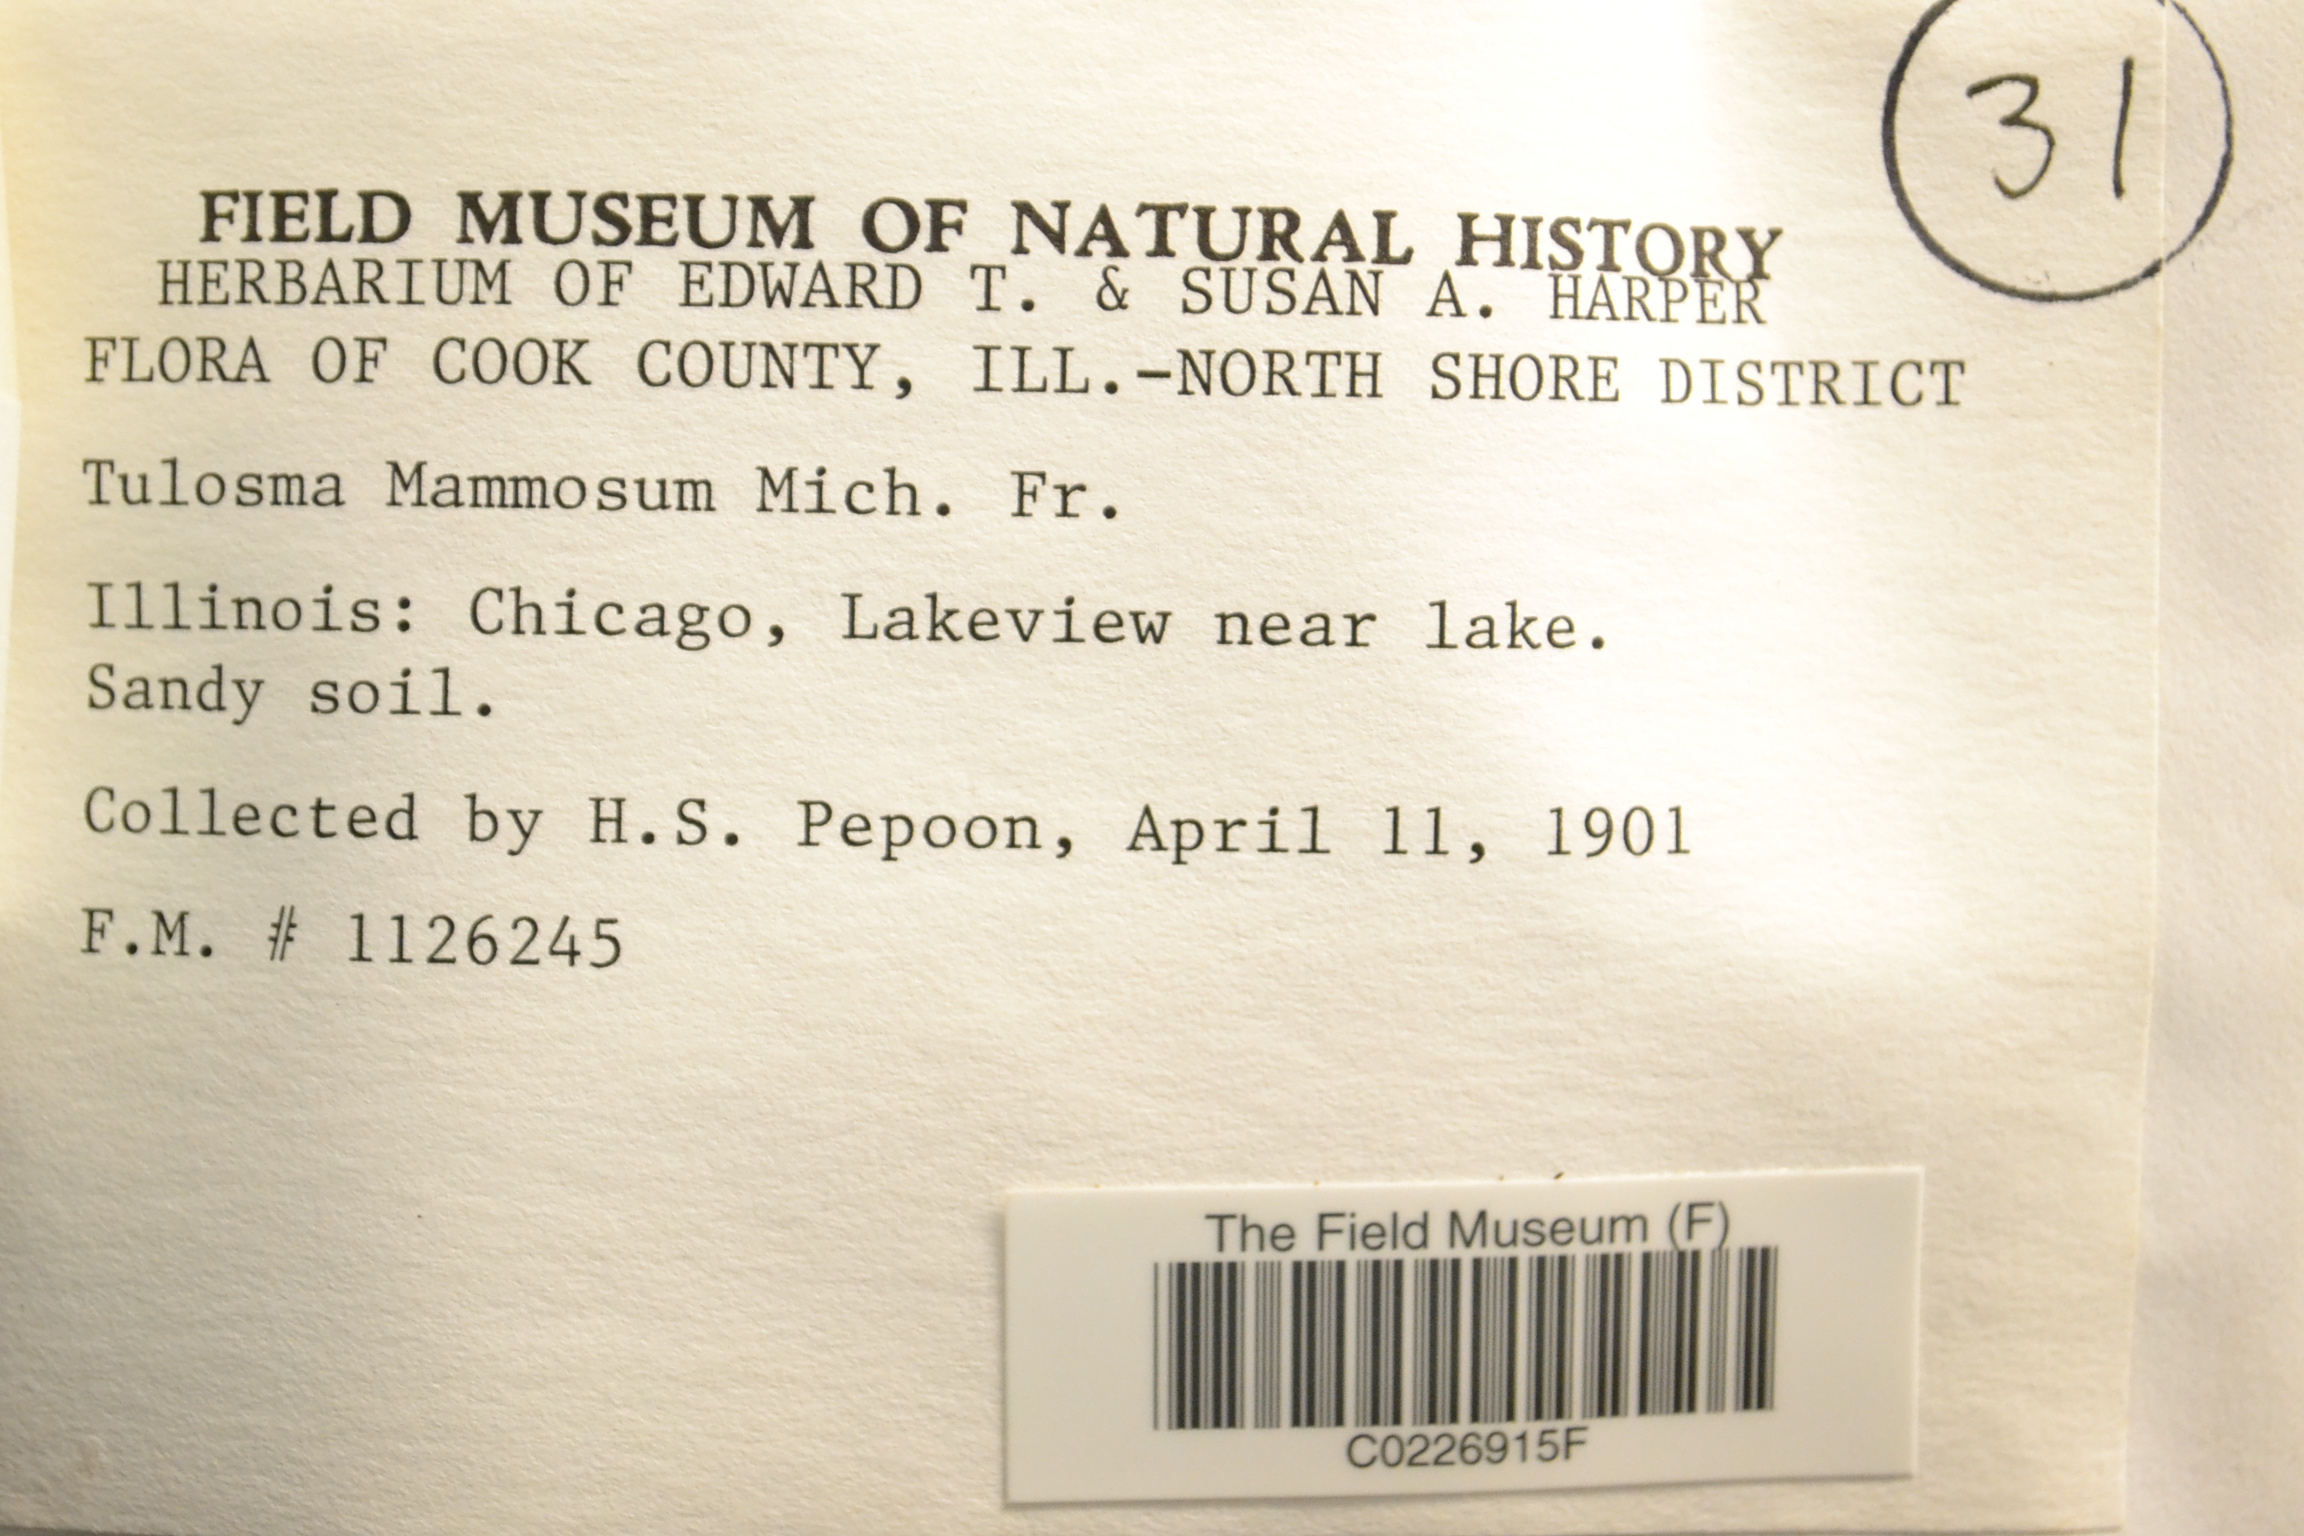 31
FIELD MUSEUM OF NATURAL HISTORY
HERBARIUM OF EDWARD T. & SUSAN A. HARPER
FLORA OF COOK COUNTY, ILL.-NORTH SHORE DISTRICT
Tulosma Mammosum Mich. Fr.
Illinois: Chicago, Lakeview near lake.
Sandy soil.
Collected by H.S. Pepoon, April 11, 1901
F.M. # 1126245
The Field Museum (F)
C0226915F